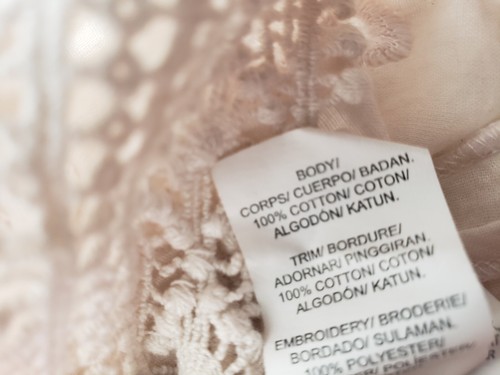 BODY/
CORPS/ CUERPO/ BADAN.
100% COTTON/ COTON/
ALGODÓN/ KATUN.
TRIM/ BORDURE/
ADORNAR/ PINGGIRAN.
100% COTTON/ COTON/
ALGODÓN/ KATUN.
EMBROIDERY/ BRODERIE/
BORDADO/ SULAMAN.
100% POLYESTER/
POLYESTER/